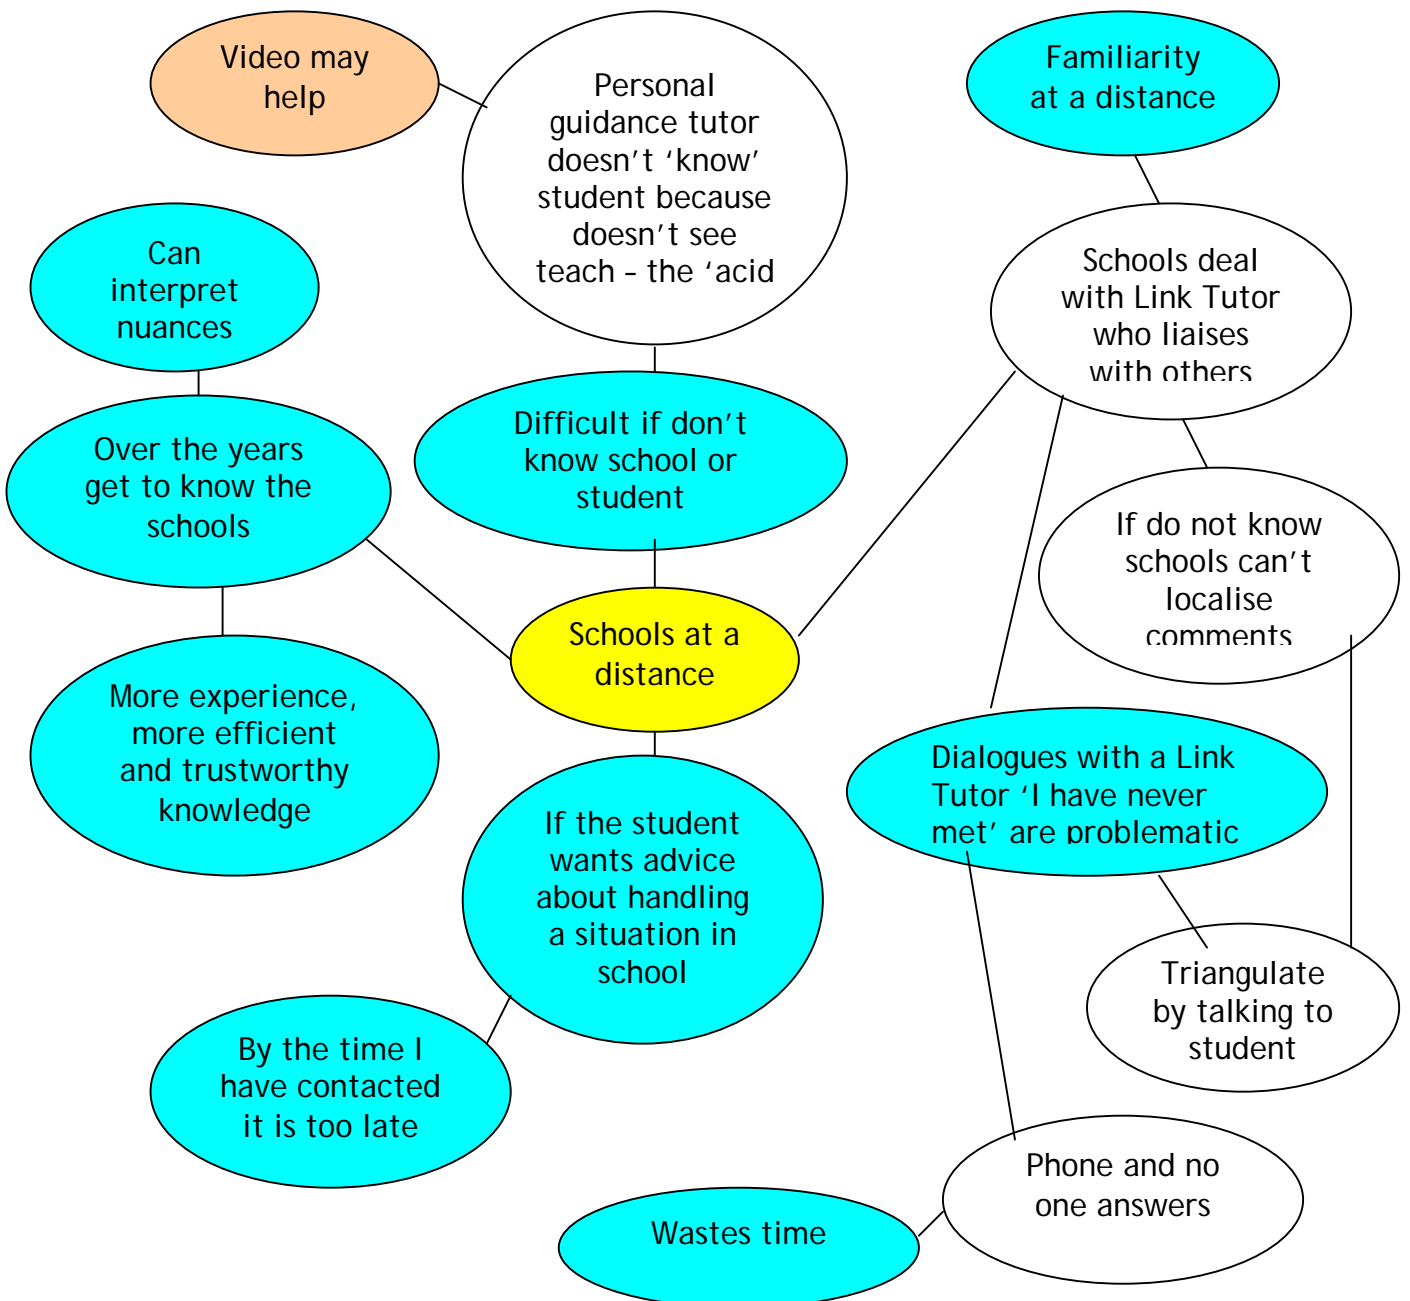 Video may
help
Personal
guidance tutor
doesn't ‘know’
student because
doesn't see
teach – the ‘acid
Familiarity
at a distance
Can
interpret
nuances
Schools deal
with Link Tutor
who liaises
with others
Over the years
get to know the
schools
Difficult if don't
know school or
student
If do not know
schools can't
localise
comments
Schools at a
distance
More experience,
more efficient
and trustworthy
knowledge
If the student
wants advice
about handling
a situation in
school
Dialogues with a Link
Tutor ‘I have never
met’ are problematic
Triangulate
by talking to
student
By the time I
have contacted
it is too late
Phone and no
one answers
Wastes time